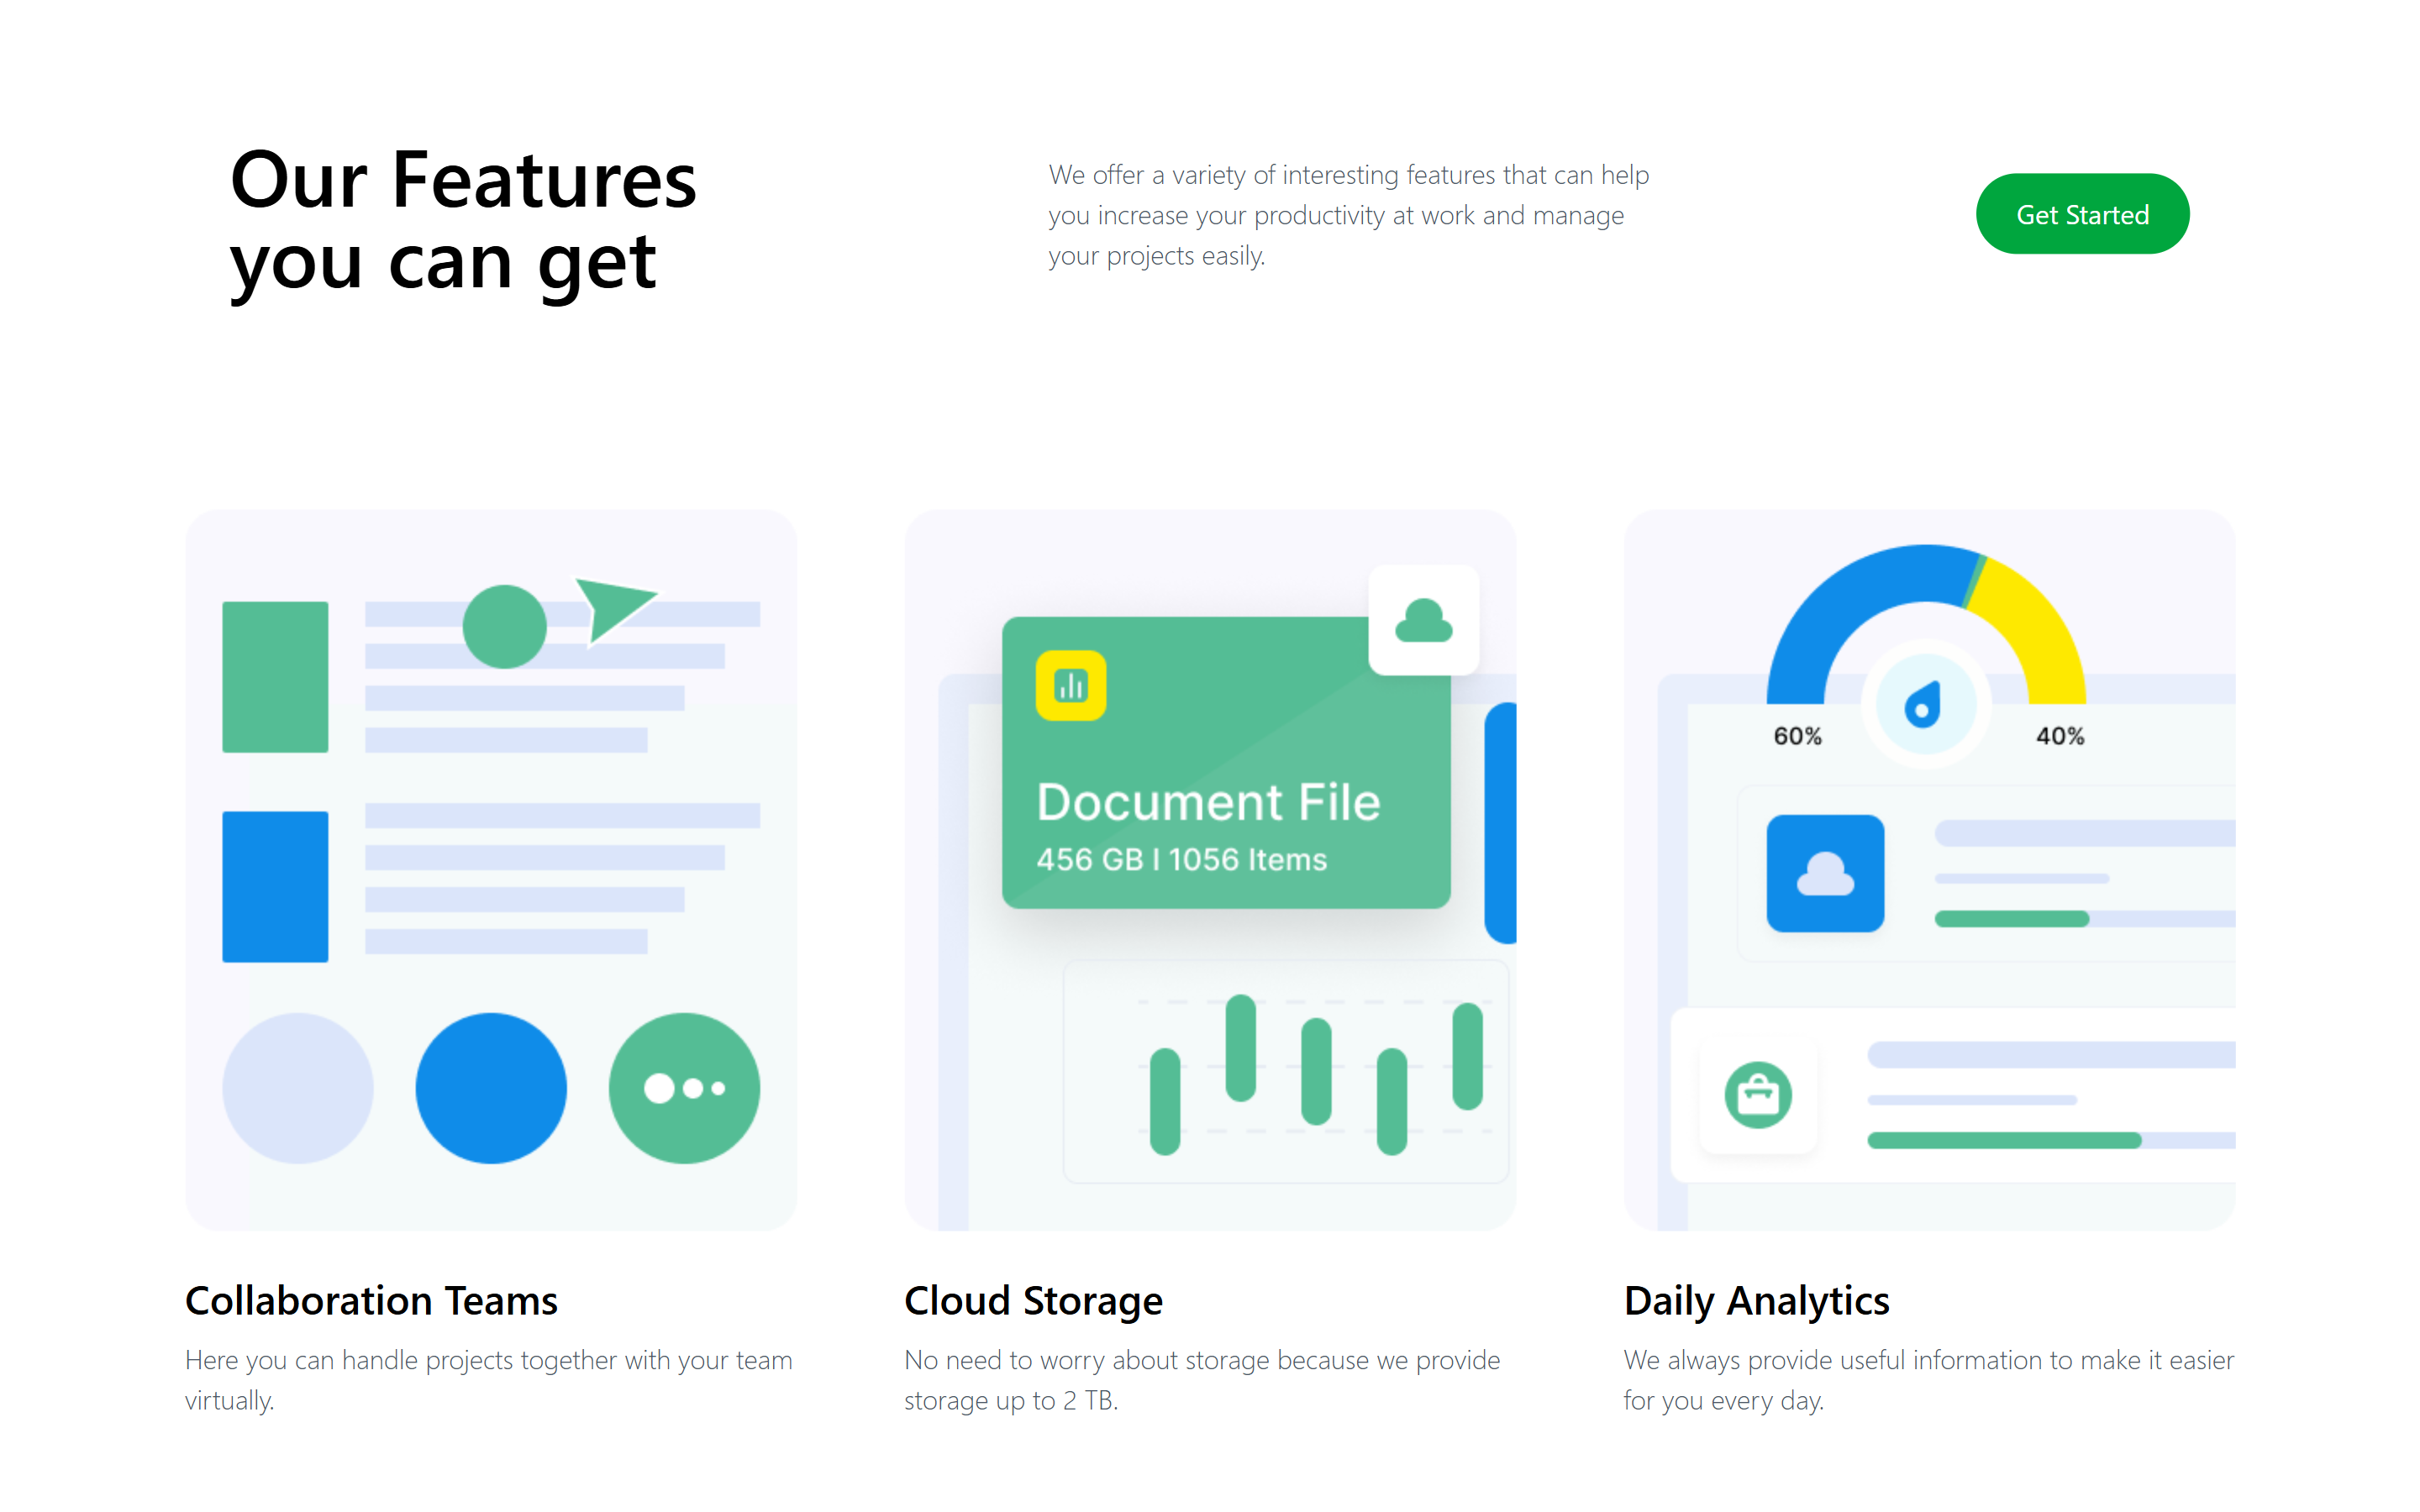 Our Features
you can get
We offer a variety of interesting features that can help
you increase your productivity at work and manage
your projects easily.
Get Started
Document File
456 GB I 1056 Items
60%
40%
Collaboration Teams
Here you can handle projects together with your team
virtually.
Cloud Storage
No need to worry about storage because we provide
storage up to 2 TB.
Daily Analytics
We always provide useful information to make it easier
for you every day.